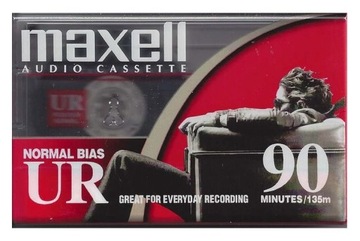 maxell
AUDIO CASSETTE
UR
NORMAL BIAS
UR
GREAT FOR EVERYDAY RECORDING
90
MINUTES/135m